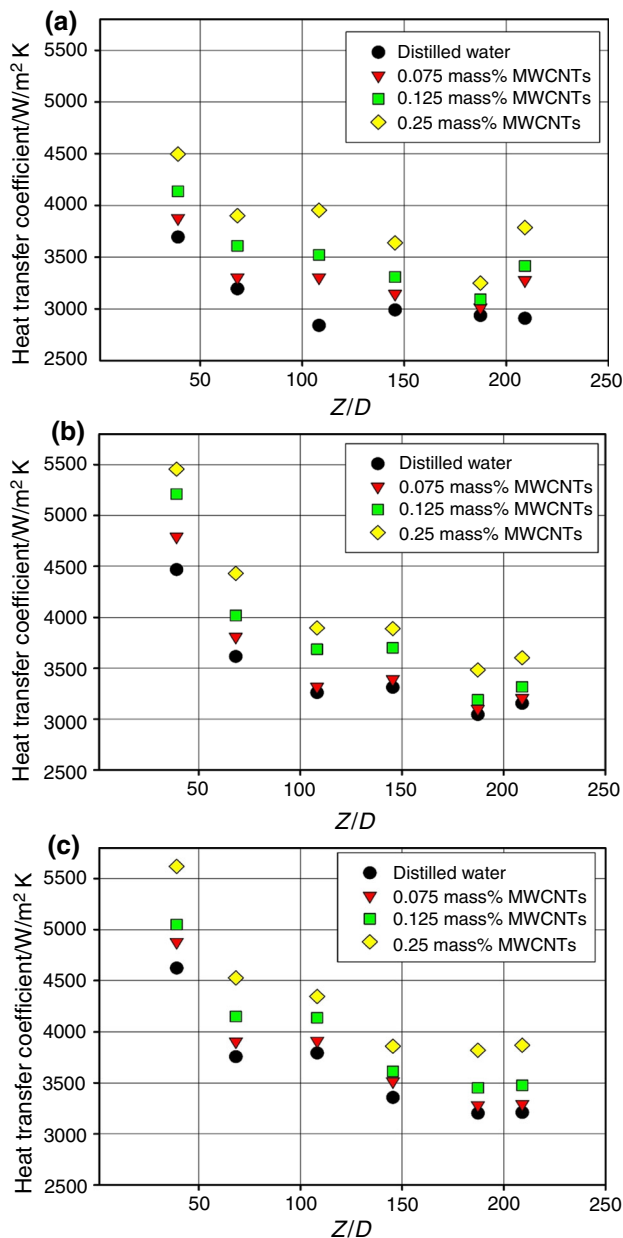 (a)
5500
5000
4500
4000
3500
3000
2500
Heat transfer coefficient/W/m² K
Distilled water
0.075 mass% MWCNTs
0.125 mass% MWCNTs
0.25 mass% MWCNTs
50 100 150 200 250
Z/D
(b)
5500
5000
4500
4000
3500
3000
2500
Heat transfer coefficient/W/m² K
Distilled water
0.075 mass% MWCNTs
0.125 mass% MWCNTs
0.25 mass% MWCNTs
50 100 150 200 250
Z/D
(c)
5500
5000
4500
4000
3500
3000
2500
Heat transfer coefficient/W/m² K
Distilled water
0.075 mass% MWCNTs
0.125 mass% MWCNTs
0.25 mass% MWCNTs
50 100 150 200 250
Z/D